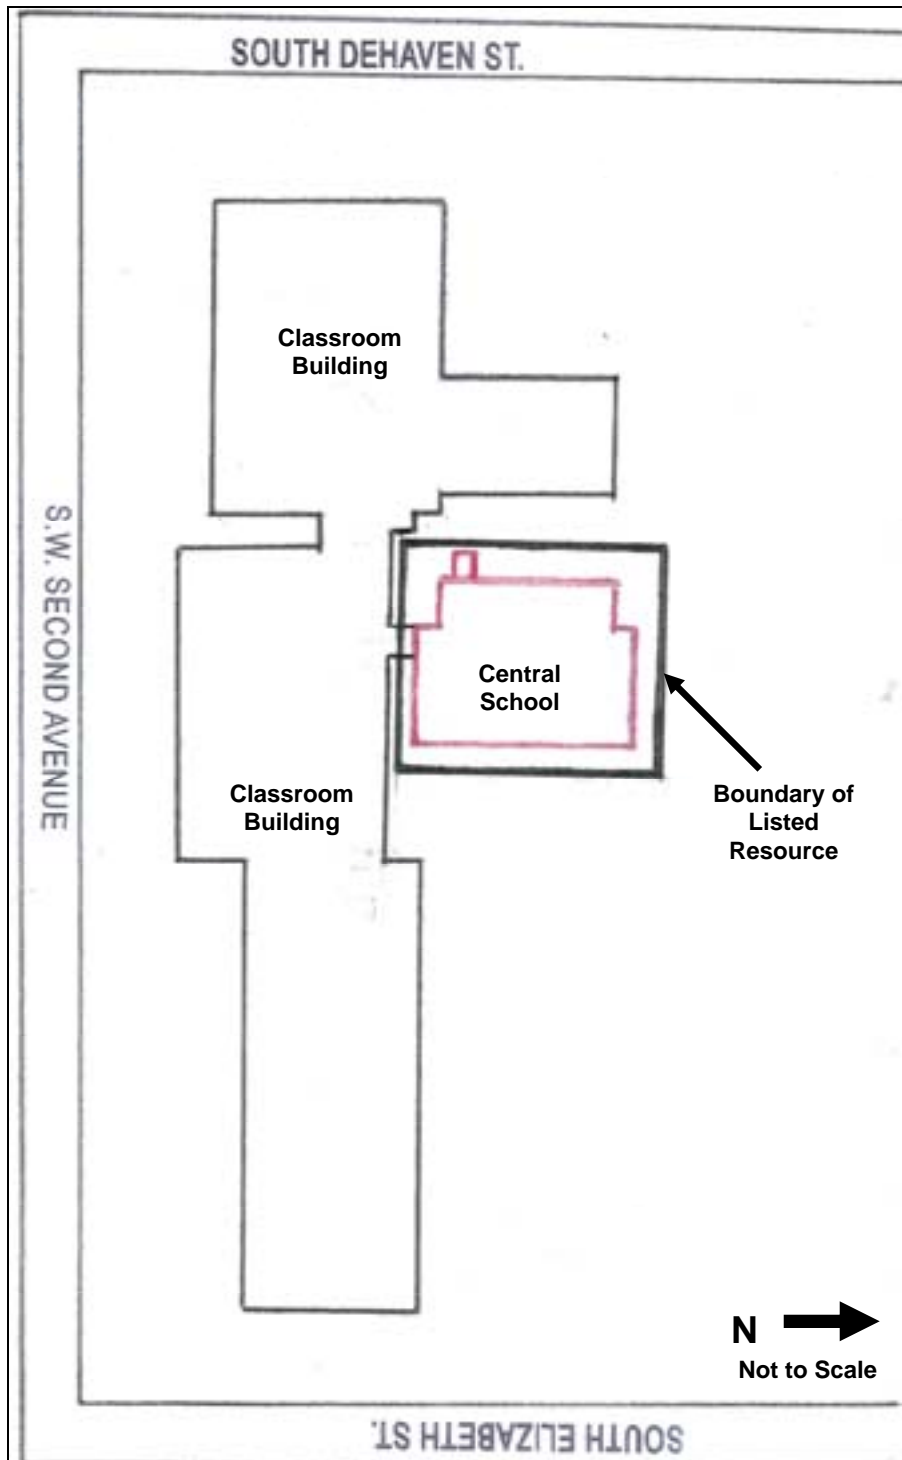 SOUTH DEHAVEN ST.
Classroom
Building
S.W. SECOND AVENUE
Central
School
Classroom
Building
Boundary of
Listed
Resource
N
Not to Scale
SOUTH ELIZABETH ST.